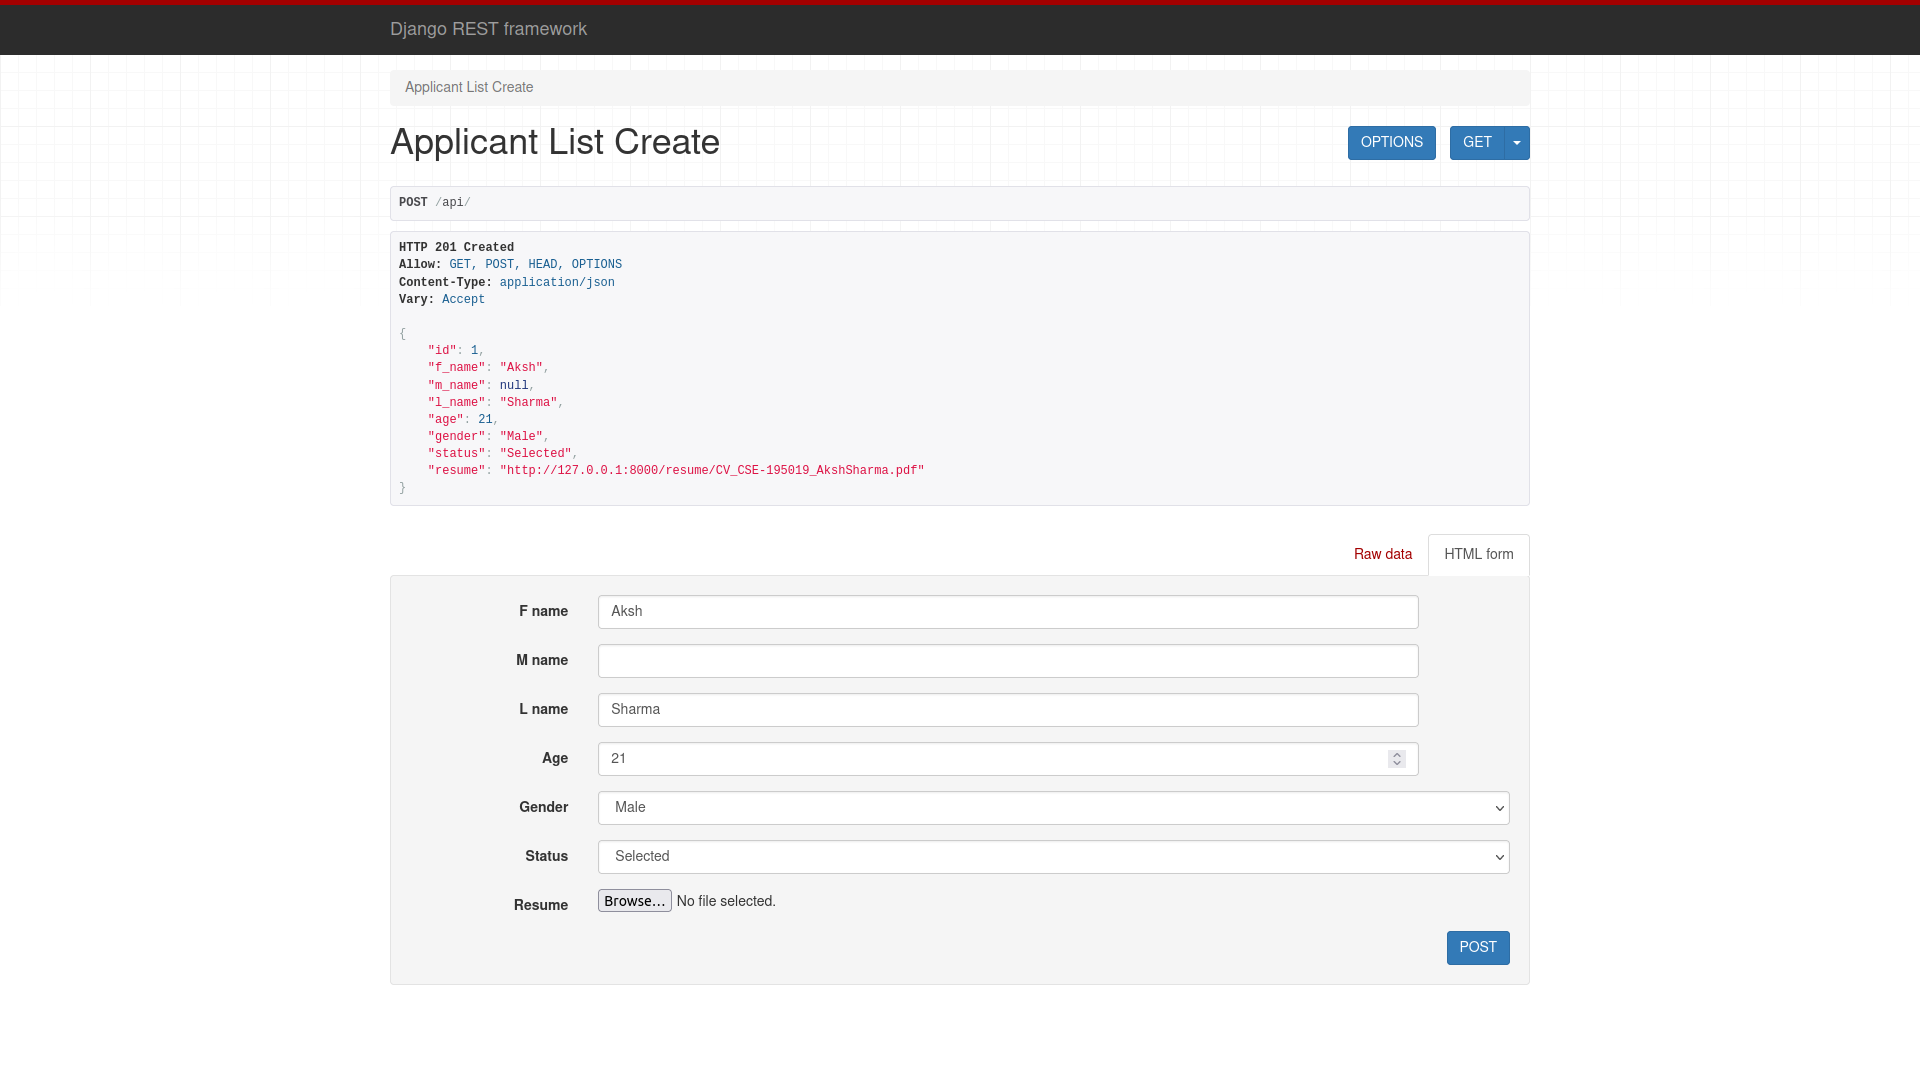 Django REST framework
Applicant List Create
Applicant List Create
OPTIONS
GET
POST /api/
HTTP 201 Created
Allow: GET, POST, HEAD, OPTIONS
Content-Type: application/json
Vary: Accept
{
"id": 1,
"f_name": "Aksh",
"m_name": null,
"l_name": "Sharma",
"age": 21,
"gender": "Male",
"status": "Selected",
"resume": "http://127.0.0.1:8000/resume/CV_CSE-195019_AkshSharma.pdf"
}
Raw data
HTML form
F name Aksh
M name
L name Sharma
Age 21
Gender Male
Status Selected
Resume Browse... No file selected.
POST